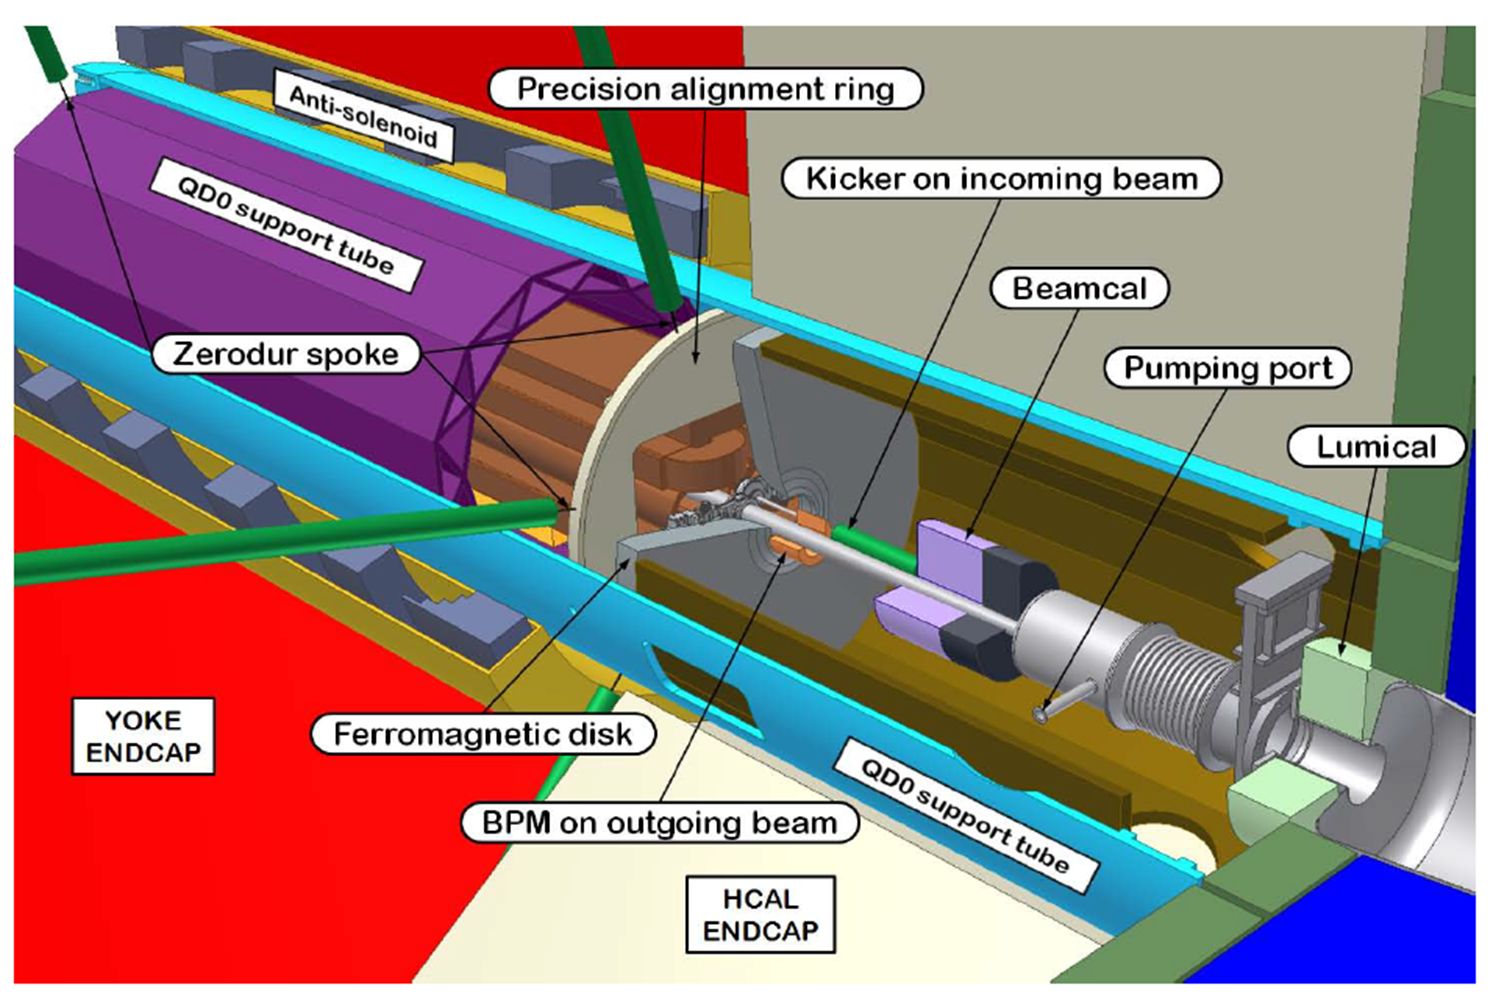 Precision alignment ring
Anti-solenoid
Kicker on incoming beam
QD0 support tube
Beamcal
Zerodur spoke
Pumping port
Lumical
YOKE
ENDCAP
Ferromagnetic disk
BPM on outgoing beam
QD0 support tube
HCAL
ENDCAP